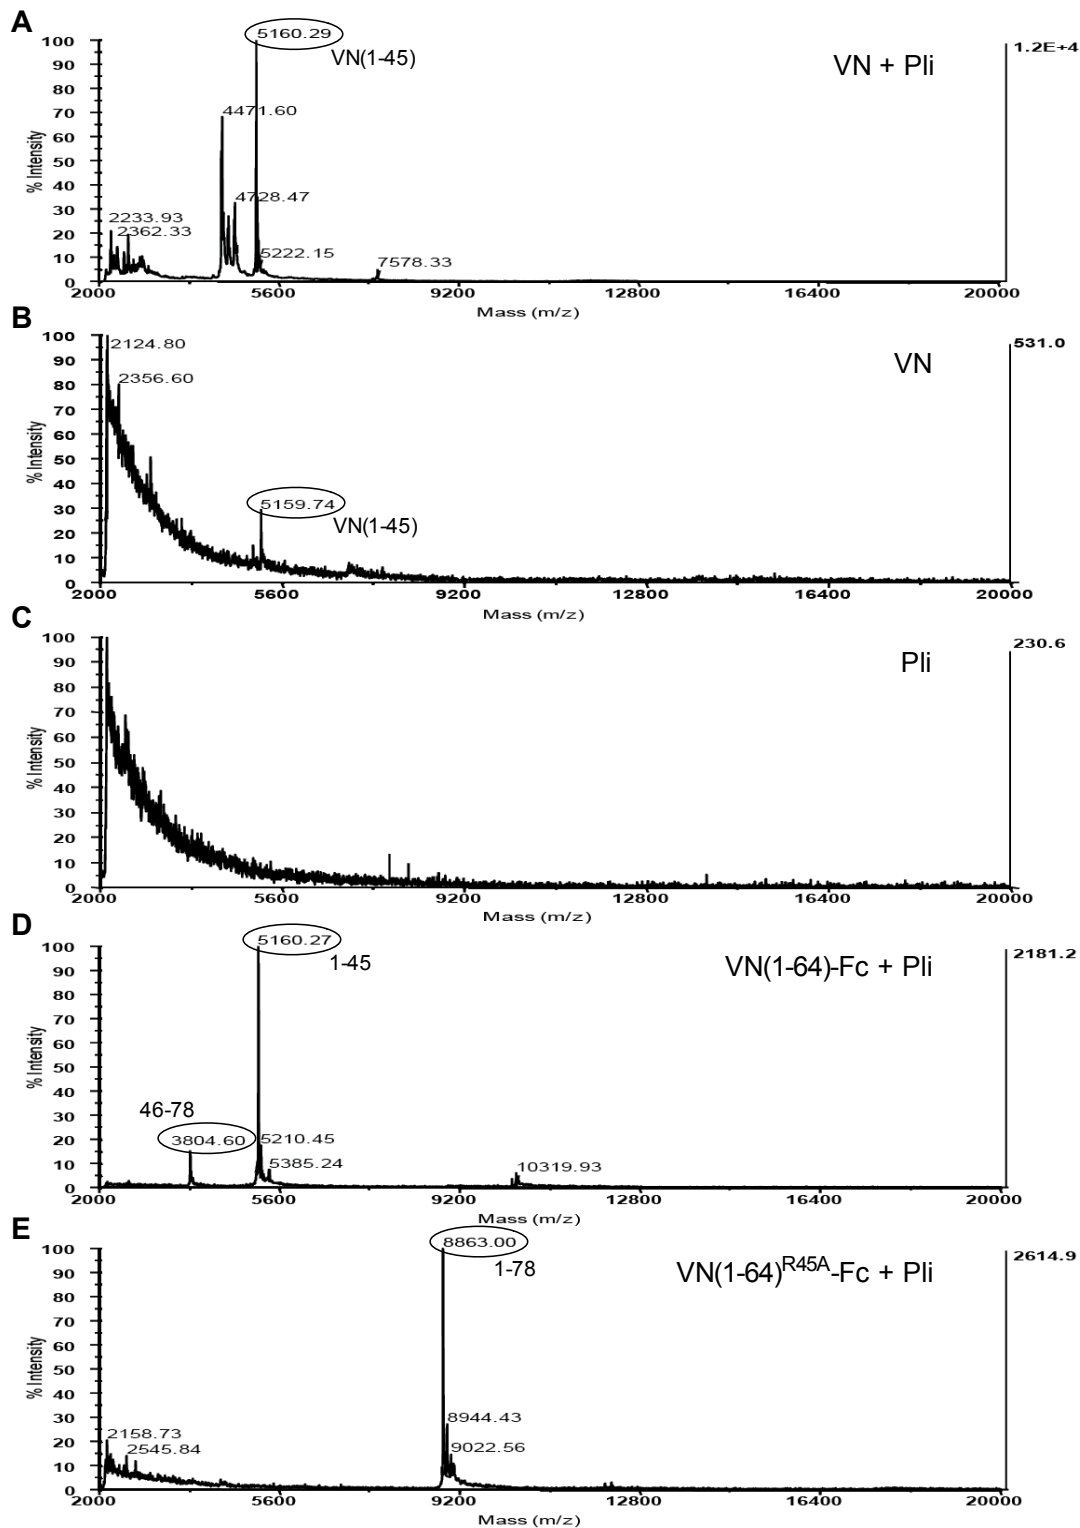 A
100
90
80
70
60
50
40
30
20
10
0
% Intensity
5160.29
VN(1-45)
4471.60
4728.47
2233.93
2362.33
5222.15
7578.33
VN + Pli
1.2E+4
2000 5600 9200 12800 16400 20000
Mass (m/z)
B
100
90
80
70
60
50
40
30
20
10
0
% Intensity
2124.80
2356.60
5159.74
VN(1-45)
VN
531.0
2000 5600 9200 12800 16400 20000
Mass (m/z)
C
100
90
80
70
60
50
40
30
20
10
0
% Intensity
Pli
230.6
2000 5600 9200 12800 16400 20000
Mass (m/z)
D
100
90
80
70
60
50
40
30
20
10
0
% Intensity
5160.27
1-45
46-78
3804.60
5210.45
5385.24
10319.93
VN(1-64)-Fc + Pli
2181.2
2000 5600 9200 12800 16400 20000
Mass (m/z)
E
100
90
80
70
60
50
40
30
20
10
0
% Intensity
8863.00
1-78
8944.43
9022.56
2158.73
2545.84
VN(1-64)R45A-Fc + Pli
2614.9
2000 5600 9200 12800 16400 20000
Mass (m/z)